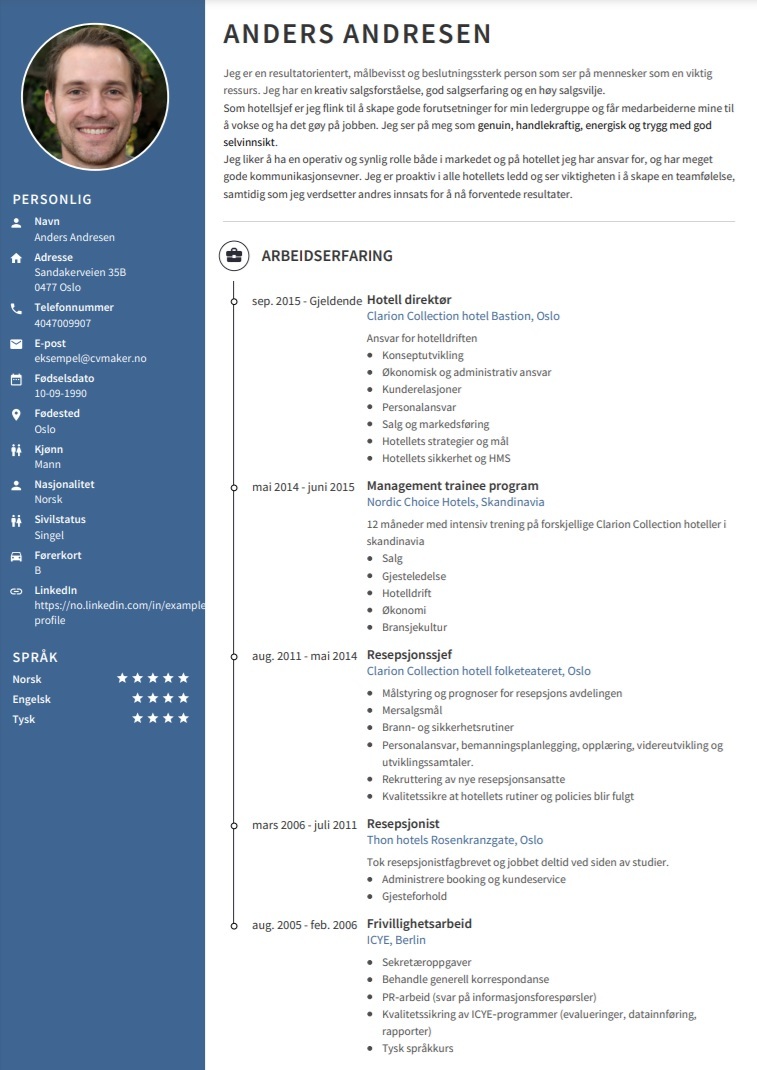 ANDERS ANDRESEN
Jeg er en resultatorientert, målbevisst og beslutningssterk person som ser på mennesker som en viktig
ressurs. Jeg har en kreativ salgsforståelse, god salgserfaring og en høy salgsvilje.
Som hotellsjef er jeg flink til å skape gode forutsetninger for min ledergruppe og får medarbeiderne mine til
å vokse og ha det gøy på jobben. Jeg ser på meg som genuin, handlekraftig, energisk og trygg med god
selvinnsikt.
Jeg liker å ha en operativ og synlig rolle både i markedet og på hotellet jeg har ansvar for, og har meget
gode kommunikasjonsevner. Jeg er proaktiv i alle hotellets ledd og ser viktigheten i å skape en teamfølelse,
samtidig som jeg verdsetter andres innsats for å nå forventede resultater.
PERSONLIG
Navn
Anders Andresen
Adresse
Sandakerveien 35B
0477 Oslo
Telefonnummer
4047009907
E-post
eksempel@cvmaker.no
Fødselsdato
10-09-1990
Fødested
Oslo
Kjønn
Mann
Nasjonalitet
Norsk
Sivilstatus
Singel
Førerkort
B
LinkedIn
https://no.linkedin.com/in/example
profile
SPRÅK
Norsk
Engelsk
Tysk
ARBEIDSERFARING
sep. 2015 - Gjeldende Hotell direktør
Clarion Collection hotel Bastion, Oslo
Ansvar for hotelldriften
● Konseptutvikling
● Økonomisk og administrativ ansvar
● Kunderelasjoner
● Personalansvar
● Salg og markedsføring
● Hotellets strategier og mål
● Hotellets sikkerhet og HMS
mai 2014 - juni 2015 Management trainee program
Nordic Choice Hotels, Skandinavia
12 måneder med intensiv trening på forskjellige Clarion Collection hoteller i
skandinavia
● Salg
● Gjesteledelse
● Hotelldrift
● Økonomi
● Bransjekultur
aug. 2011 - mai 2014 Resepsjonssjef
Clarion Collection hotell folketeateret, Oslo
● Målstyring og prognoser for resepsjons avdelingen
● Mersalgsmål
● Brann- og sikkerhetsrutiner
● Personalansvar, bemanningsplanlegging, opplæring, videreutvikling og
utviklingssamtaler.
● Rekruttering av nye resepsjonsansatte
● Kvalitetssikre at hotellets rutiner og policies blir fulgt
mars 2006 - juli 2011 Resepsjonist
Thon hotels Rosenkranzgate, Oslo
Tok resepsjonistfagbrevet og jobbet deltid ved siden av studier.
● Administrere booking og kundeservice
● Gjesteforhold
aug. 2005 - feb. 2006 Frivillighetsarbeid
ICYE, Berlin
● Sekretæroppgaver
● Behandle generell korrespondanse
● PR-arbeid (svar på informasjonsforespørsler)
● Kvalitetssikring av ICYE-programmer (evalueringer, datainnføring,
rapporter)
● Tysk språkkurs